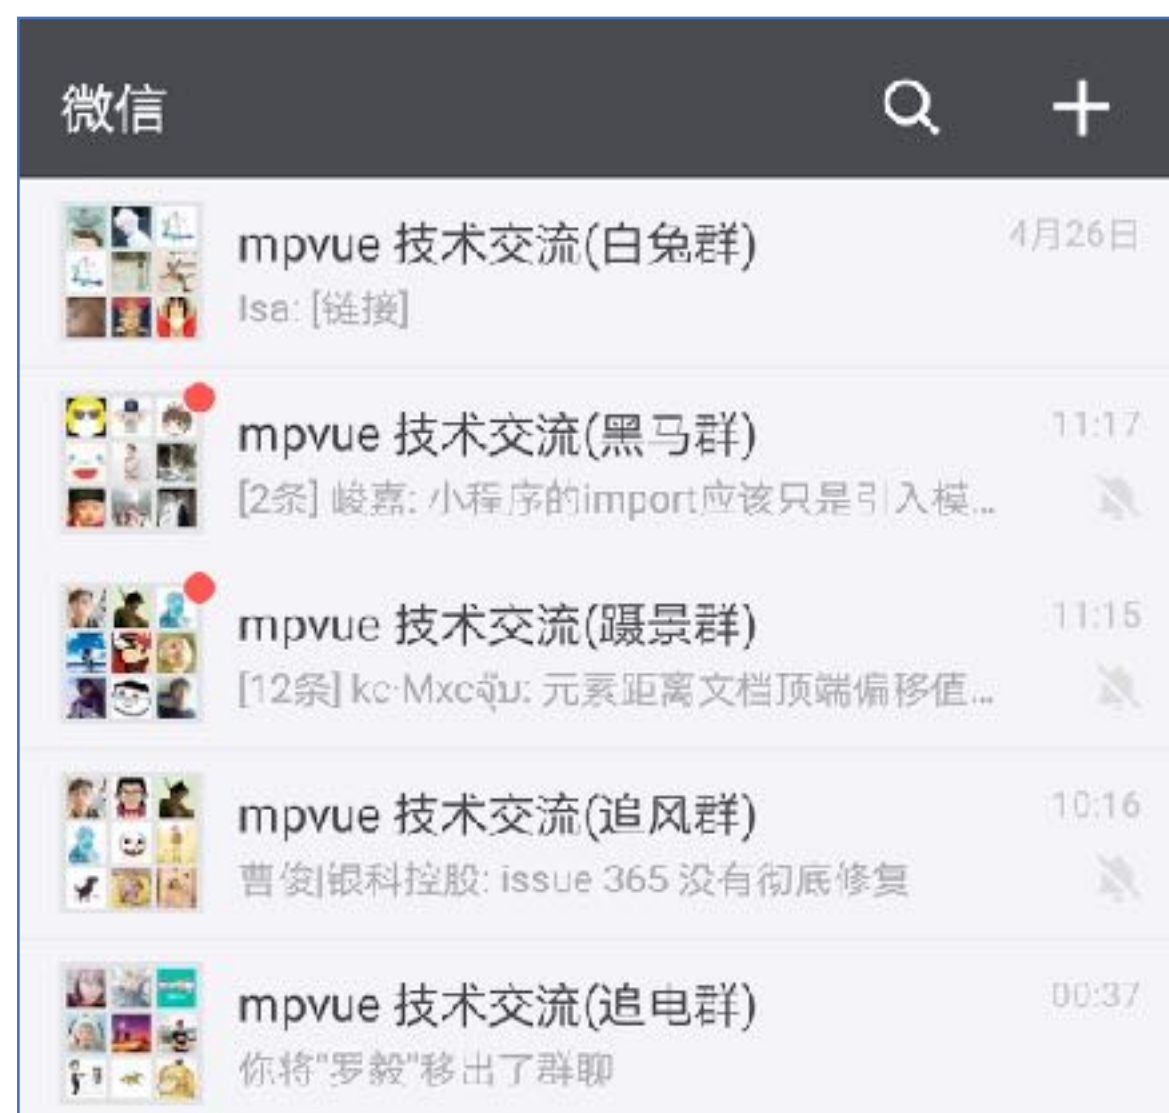 微信
mpvue 技术交流(白兔群)
4月26日
Isa: [链接]
mpvue 技术交流(黑马群)
11:17
[2条] 峻嘉: 小程序的import应该只是引入模...
mpvue 技术交流(蹑景群)
11:15
[12条] kc·Mxcจุ๊บ: 元素距离文档顶端偏移值...
mpvue 技术交流(追风群)
10:16
曹俊|银科控股: issue 365 没有彻底修复
mpvue 技术交流(追电群)
00:37
你将"罗毅"移出了群聊